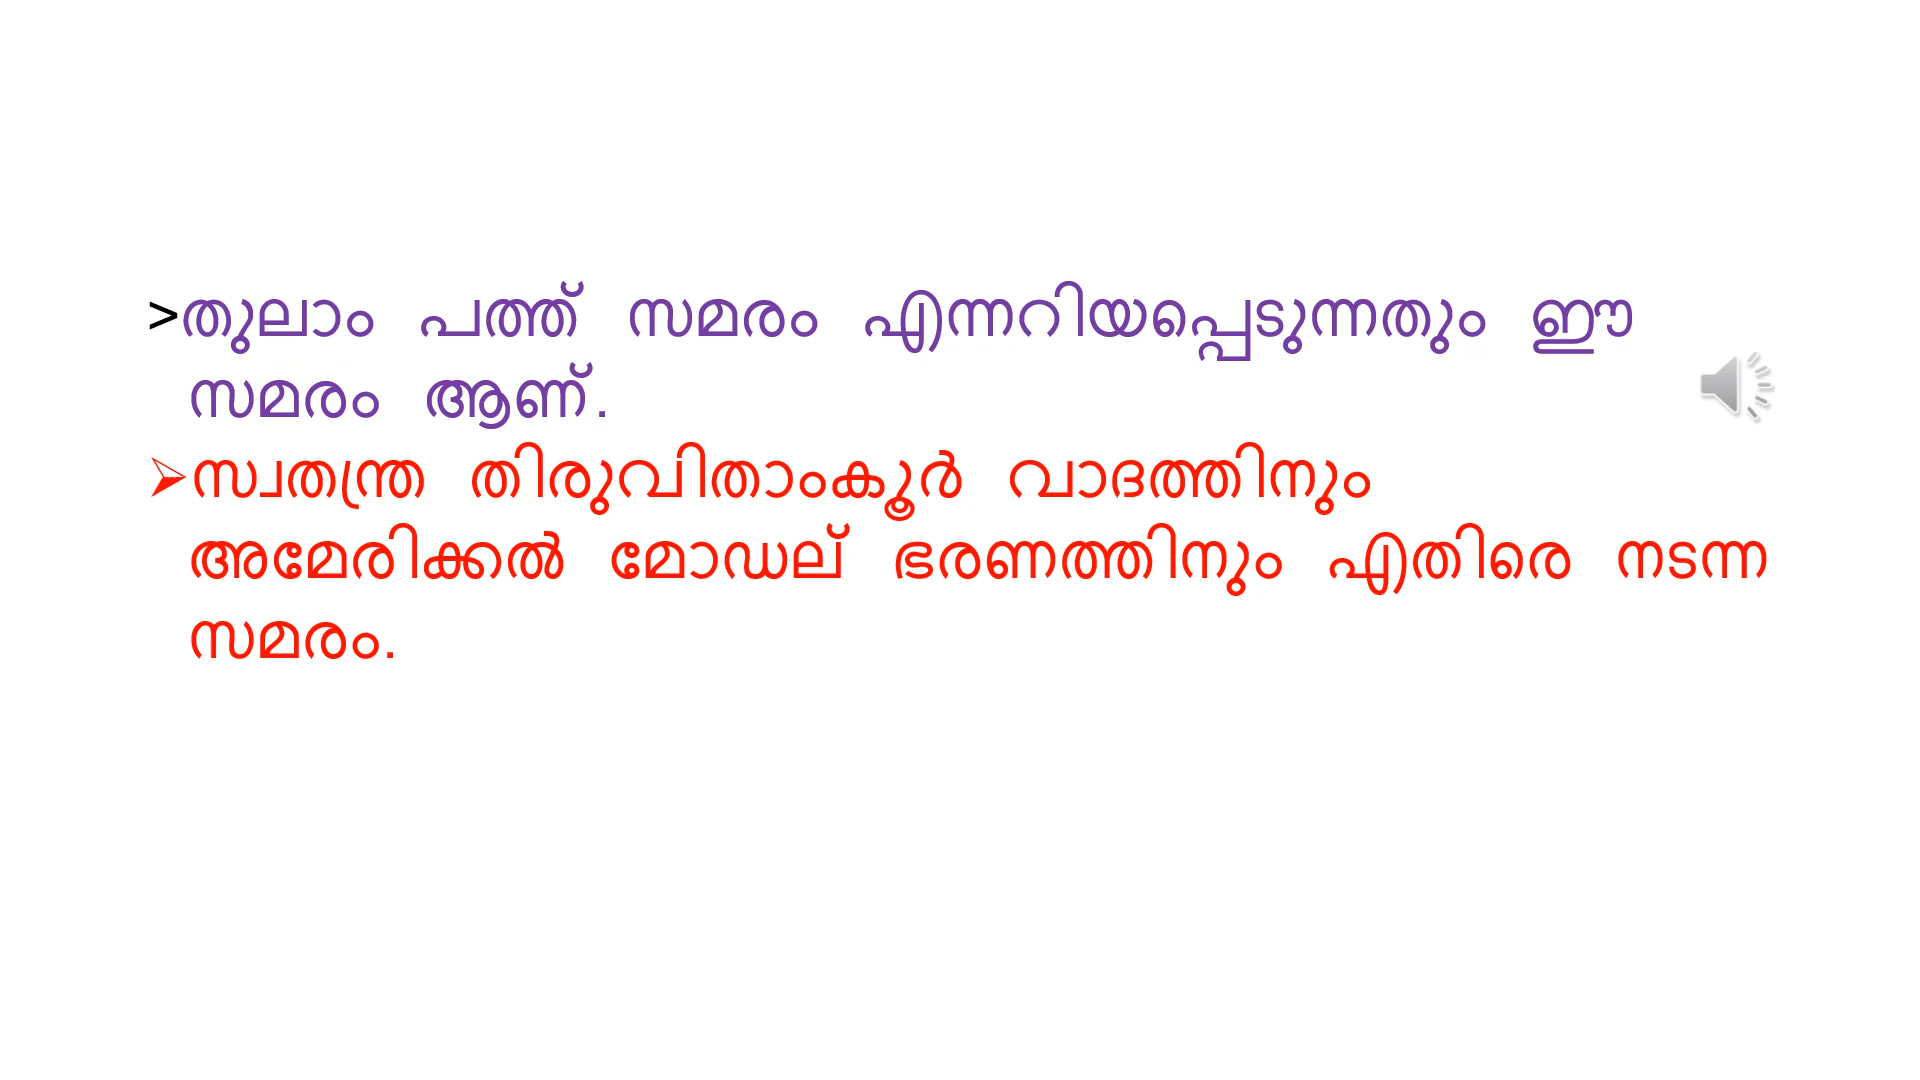 >തുലാം പത്ത് സമരം എന്നറിയപ്പെടുന്നതും ഈ
സമരം ആണ്.
➢സ്വതന്ത്ര തിരുവിതാംകൂർ വാദത്തിനും
അമേരിക്കൽ മോഡല് ഭരണത്തിനും എതിരെ നടന്ന
സമരം.